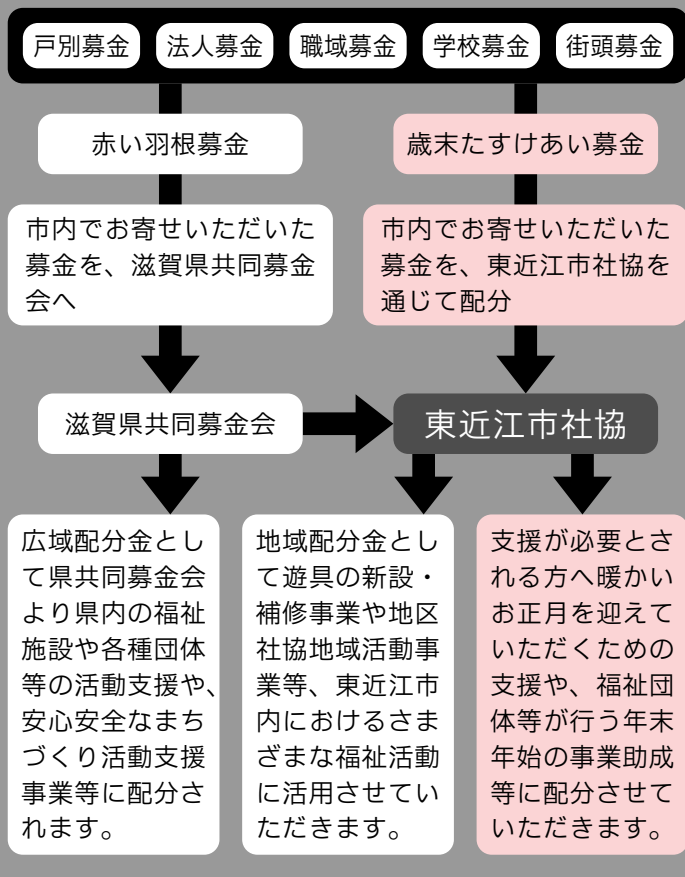 戸別募金 法人募金 職域募金 学校募金 街頭募金
赤い羽根募金
歳末たすけあい募金
市内でお寄せいただいた
募金を、滋賀県共同募金
会へ
市内でお寄せいただいた
募金を、東近江市社協を
通じて配分
滋賀県共同募金会
東近江市社協
広域配分金とし
て県共同募金会
より県内の福祉
施設や各種団体
等の活動支援や、
安心安全なまち
づくり活動支援
事業等に配分さ
れます。
地域配分金とし
て遊具の新設・
補修事業や地区
社協地域活動事
業等、東近江市
内におけるさま
ざまな福祉活動
に活用させてい
ただきます。
支援が必要とさ
れる方へ暖かい
お正月を迎えて
いただくための
支援や、福祉団
体等が行う年末
年始の事業助成
等に配分させて
いただきます。